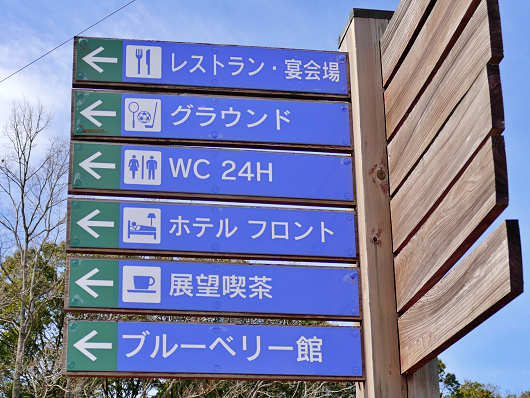 レストラン・宴会場
グラウンド
WC 24H
ホテル フロント
展望喫茶
ブルーベリー館